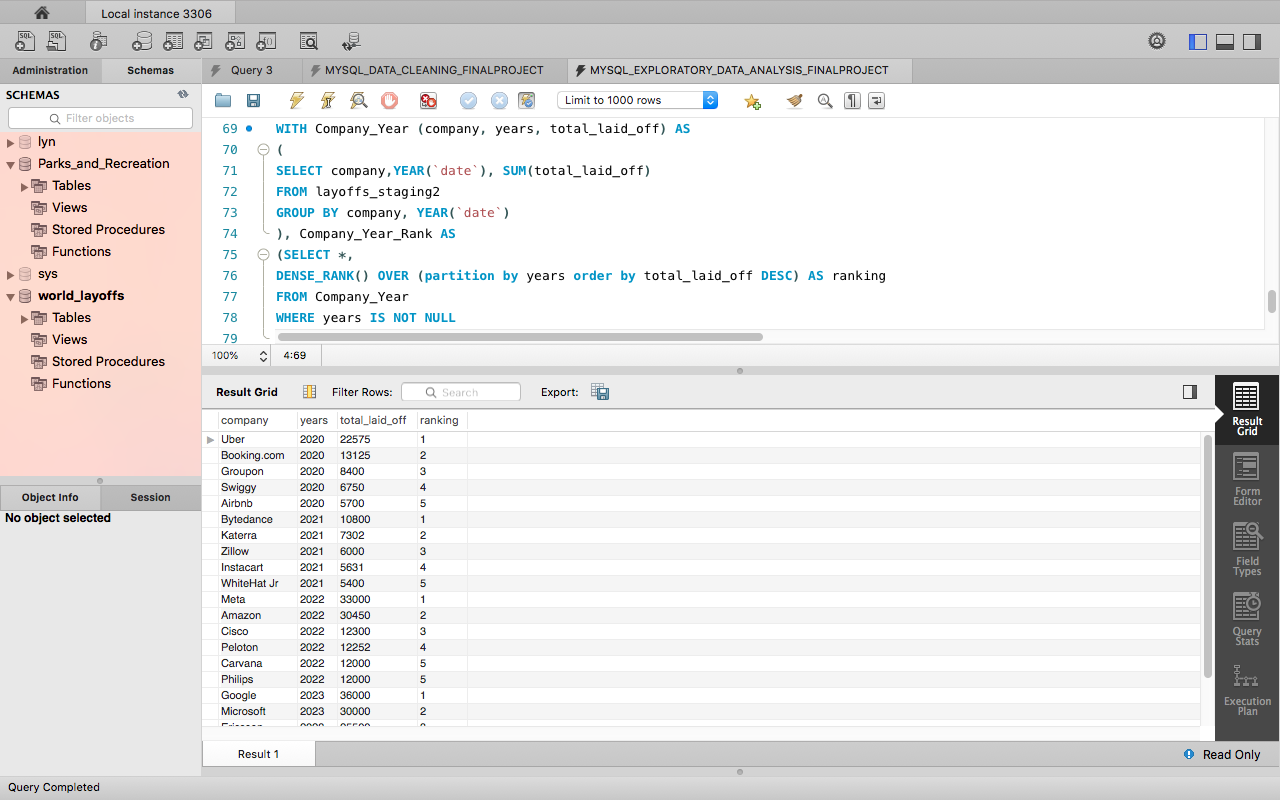 Local instance 3306
SQL
SQL
Administration Schemas Query 3 MYSQL_DATA_CLEANING_FINALPROJECT MYSQL_EXPLORATORY_DATA_ANALYSIS_FINALPROJECT
SCHEMAS
Filter objects
lyn
Parks_and_Recreation
Tables
Views
Stored Procedures
Functions
sys
world_layoffs
Tables
Views
Stored Procedures
Functions
Object Info Session
No object selected
Limit to 1000 rows
69 WITH Company_Year (company, years, total_laid_off) AS
70 (
71 SELECT company,YEAR(`date`), SUM(total_laid_off)
72 FROM layoffs_staging2
73 GROUP BY company, YEAR(`date`)
74 ), Company_Year_Rank AS
75 (SELECT *,
76 DENSE_RANK() OVER (partition by years order by total_laid_off DESC) AS ranking
77 FROM Company_Year
78 WHERE years IS NOT NULL
79
100% 4:69
Result Grid Filter Rows: Search Export:
company years total_laid_off ranking
Uber 2020 22575 1
Booking.com 2020 13125 2
Groupon 2020 8400 3
Swiggy 2020 6750 4
Airbnb 2020 5700 5
Bytedance 2021 10800 1
Katerra 2021 7302 2
Zillow 2021 6000 3
Instacart 2021 5631 4
WhiteHat Jr 2021 5400 5
Meta 2022 33000 1
Amazon 2022 30450 2
Cisco 2022 12300 3
Peloton 2022 12252 4
Carvana 2022 12000 5
Philips 2022 12000 5
Google 2023 36000 1
Microsoft 2023 30000 2
Result
Grid
Form
Editor
Field
Types
Query
Stats
Execution
Plan
Result 1 Read Only
Query Completed